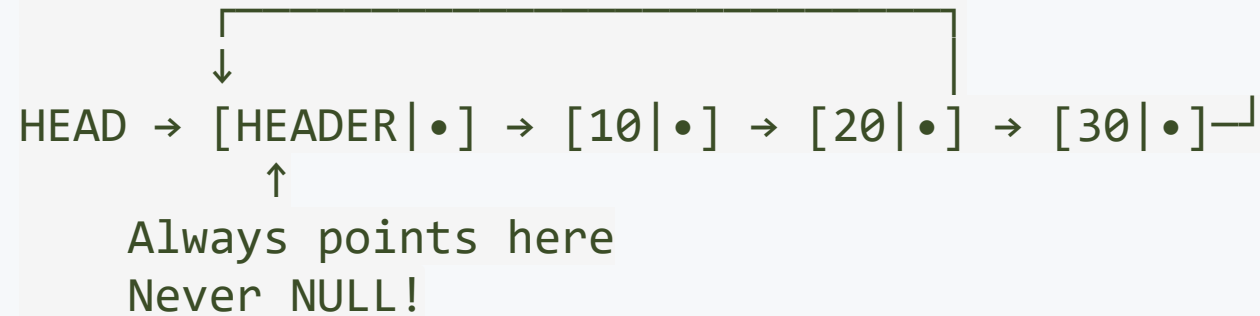 HEAD → [HEADER|•] → [10|•] → [20|•] → [30|•]─┘
↑
Always points here
Never NULL!